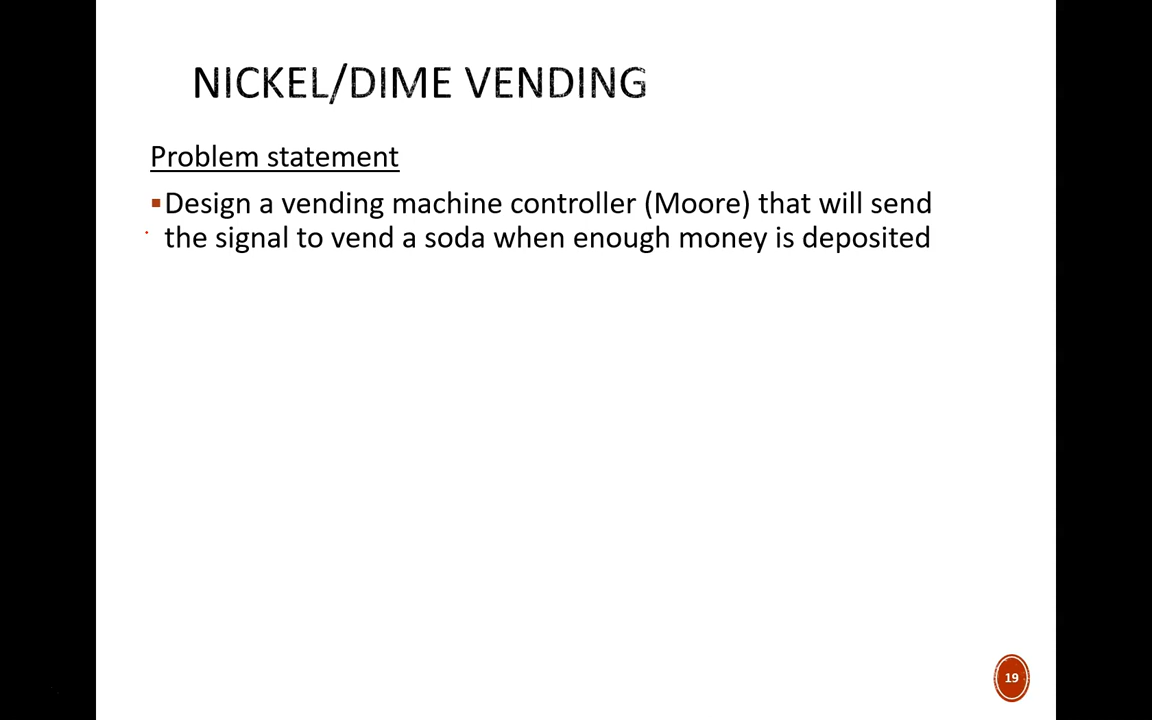 NICKEL/DIME VENDING
Problem statement
▪Design a vending machine controller (Moore) that will send
the signal to vend a soda when enough money is deposited
19